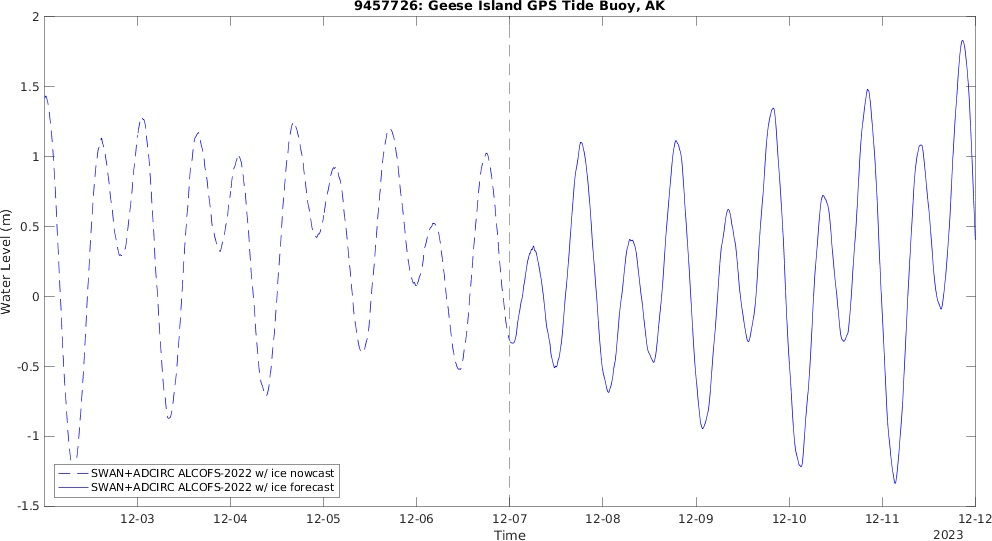 9457726: Geese Island GPS Tide Buoy, AK
Water Level (m)
2
1.5
1
0.5
0
-0.5
-1
-1.5
SWAN+ADCIRC ALCOFS-2022 w/ ice nowcast
SWAN+ADCIRC ALCOFS-2022 w/ ice forecast
12-03 12-04 12-05 12-06 12-07 12-08 12-09 12-10 12-11 12-12
Time
2023